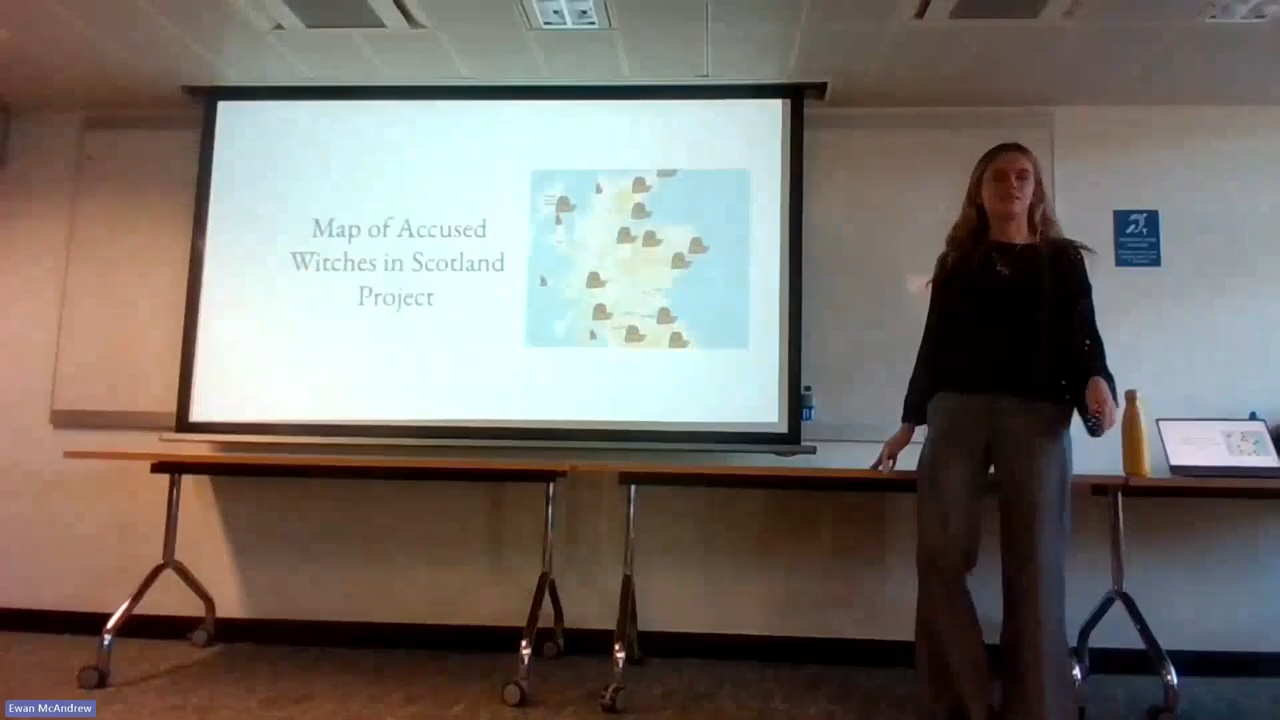 Map of Accused
Witches in Scotland
Project
Ewan McAndrew